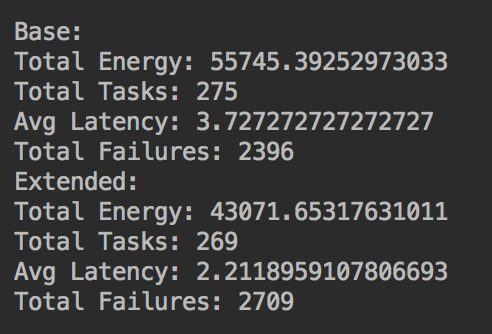 Base:
Total Energy: 55745.39252973033
Total Tasks: 275
Avg Latency: 3.7272727272727275
Total Failures: 2396
Extended:
Total Energy: 43071.65317631011
Total Tasks: 269
Avg Latency: 2.2118959107806693
Total Failures: 2709